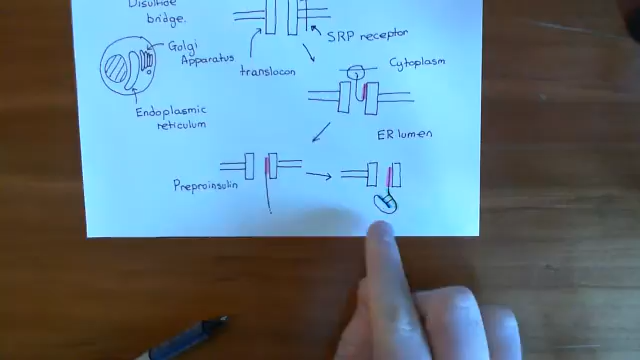 Disulfide
bridge.
SRP receptor
Golgi
Apparatus
translocon
Cytoplasm
Endoplasmic
reticulum
ER lumen
Preproinsulin